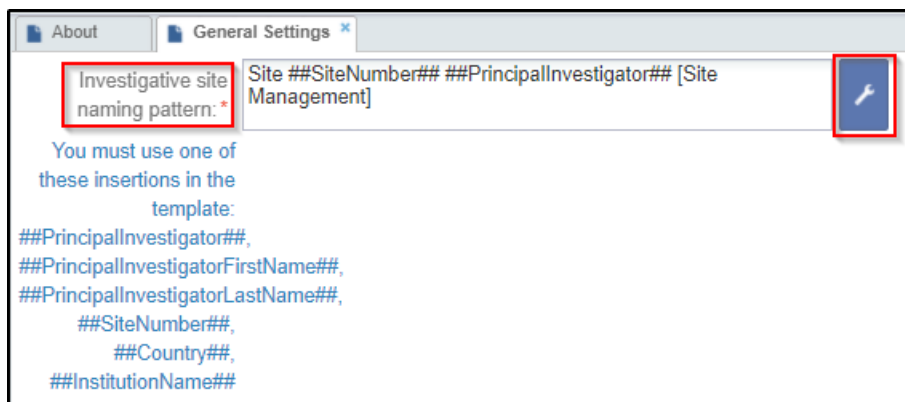 About
General Settings
Investigative site
naming pattern: *
Site ##SiteNumber## ##PrincipalInvestigator## [Site
Management]
You must use one of
these insertions in the
template:
##PrincipalInvestigator##,
##PrincipalInvestigatorFirstName##,
##PrincipalInvestigatorLastName##,
##SiteNumber##,
##Country##,
##InstitutionName##